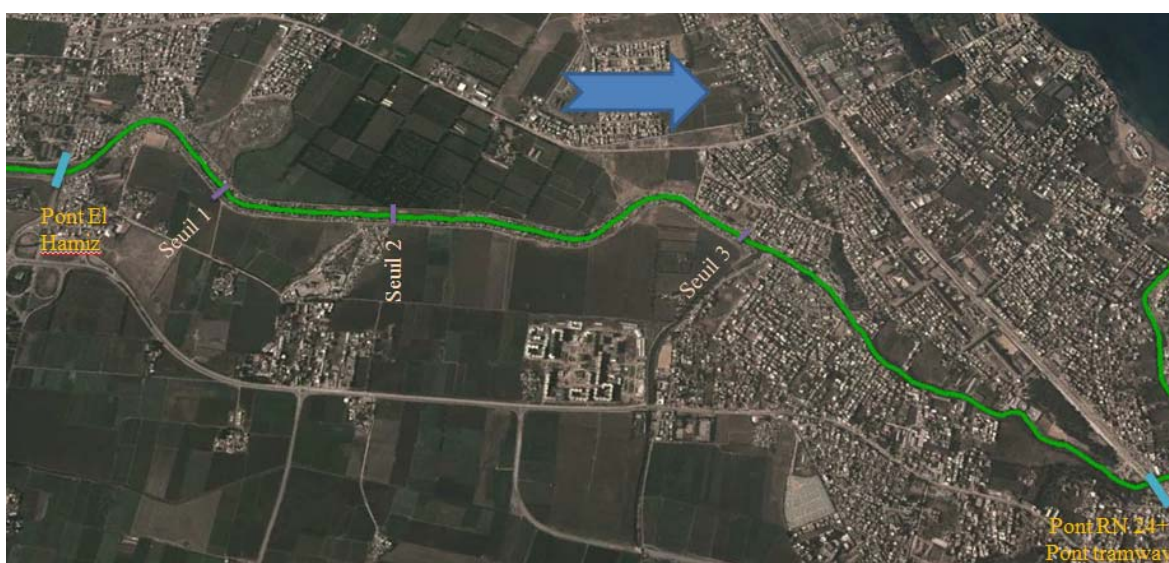 Pont El
Hamiz
Seuil 1
Seuil 2
Seuil 3
Pont RN 24+
Pont tramway